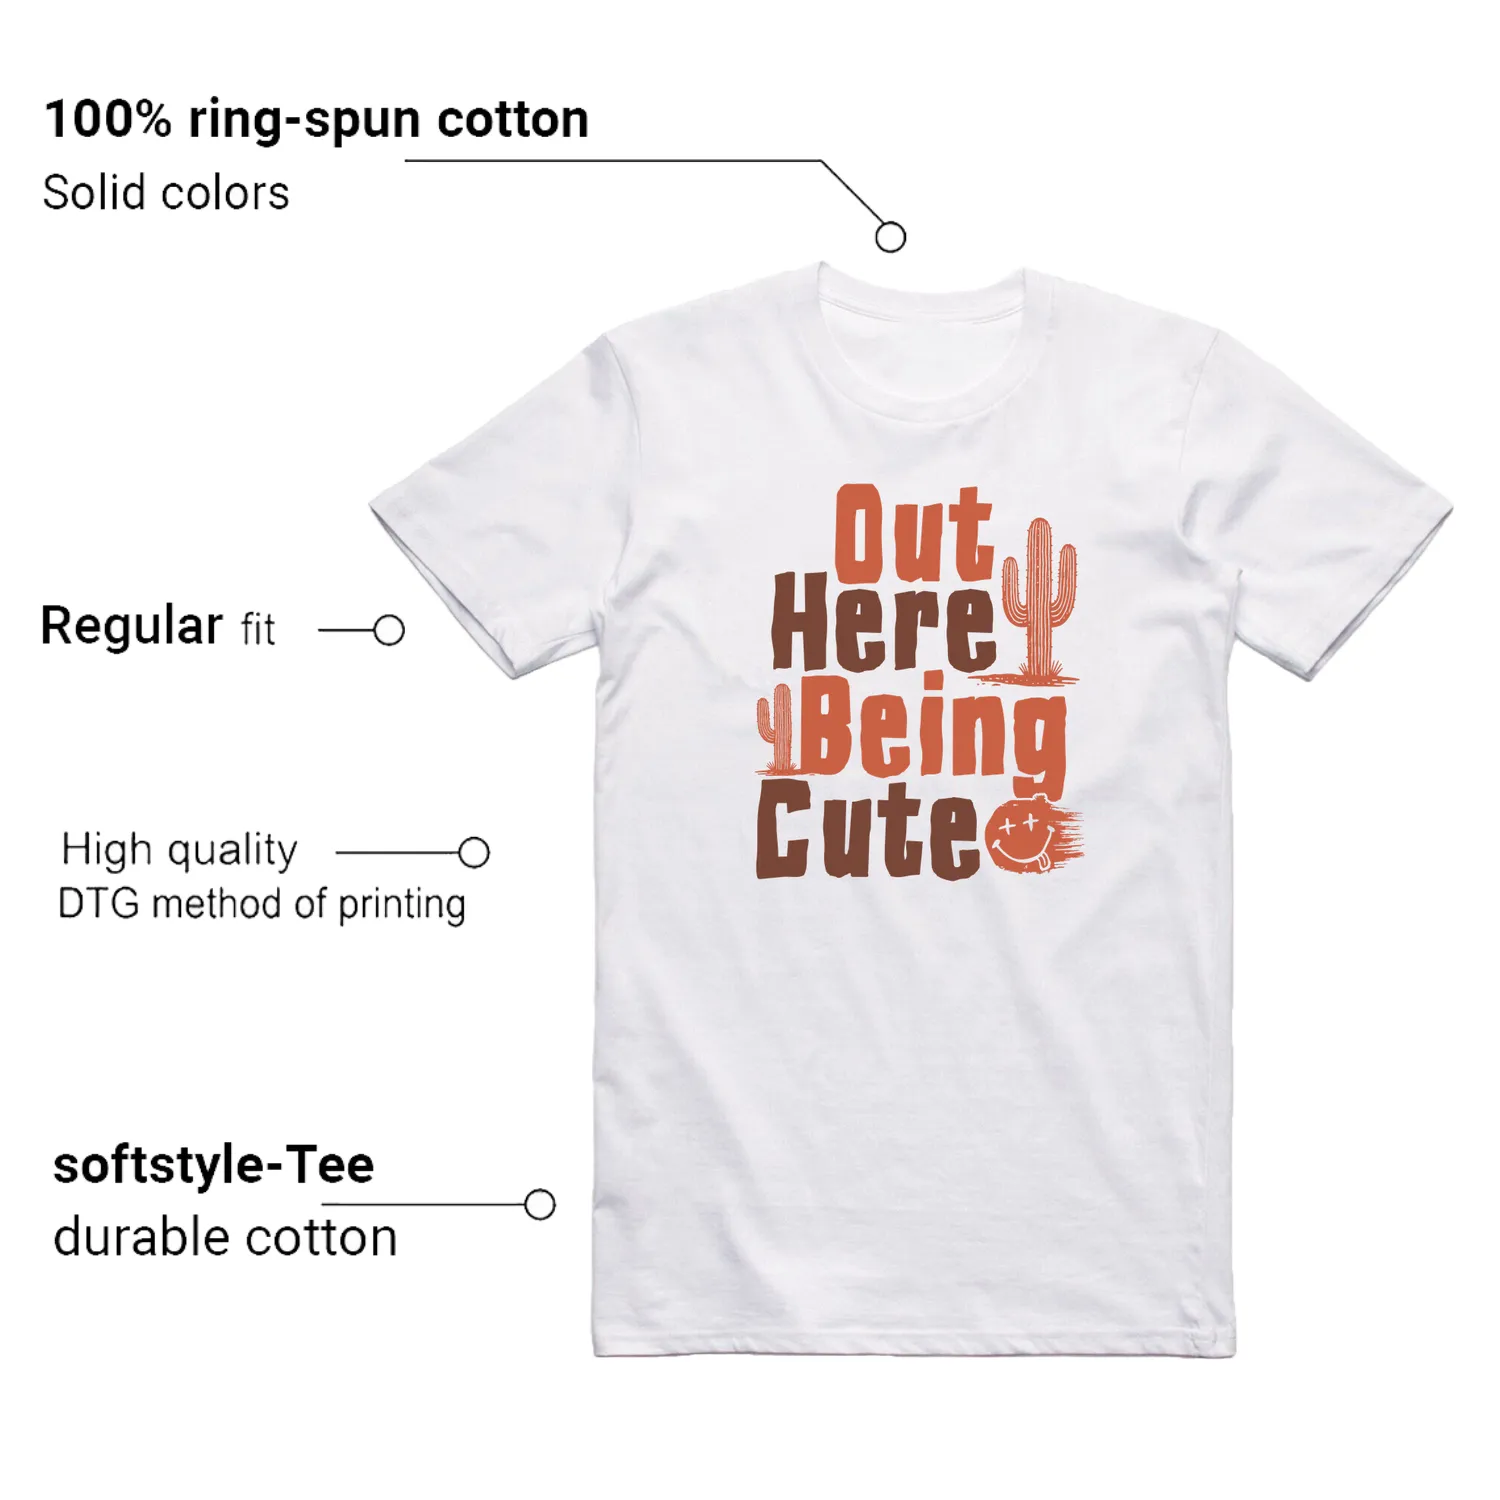 100% ring-spun cotton
Solid colors
Regular fit
High quality
DTG method of printing
softstyle-Tee
durable cotton
Out
Here
Being
Cute